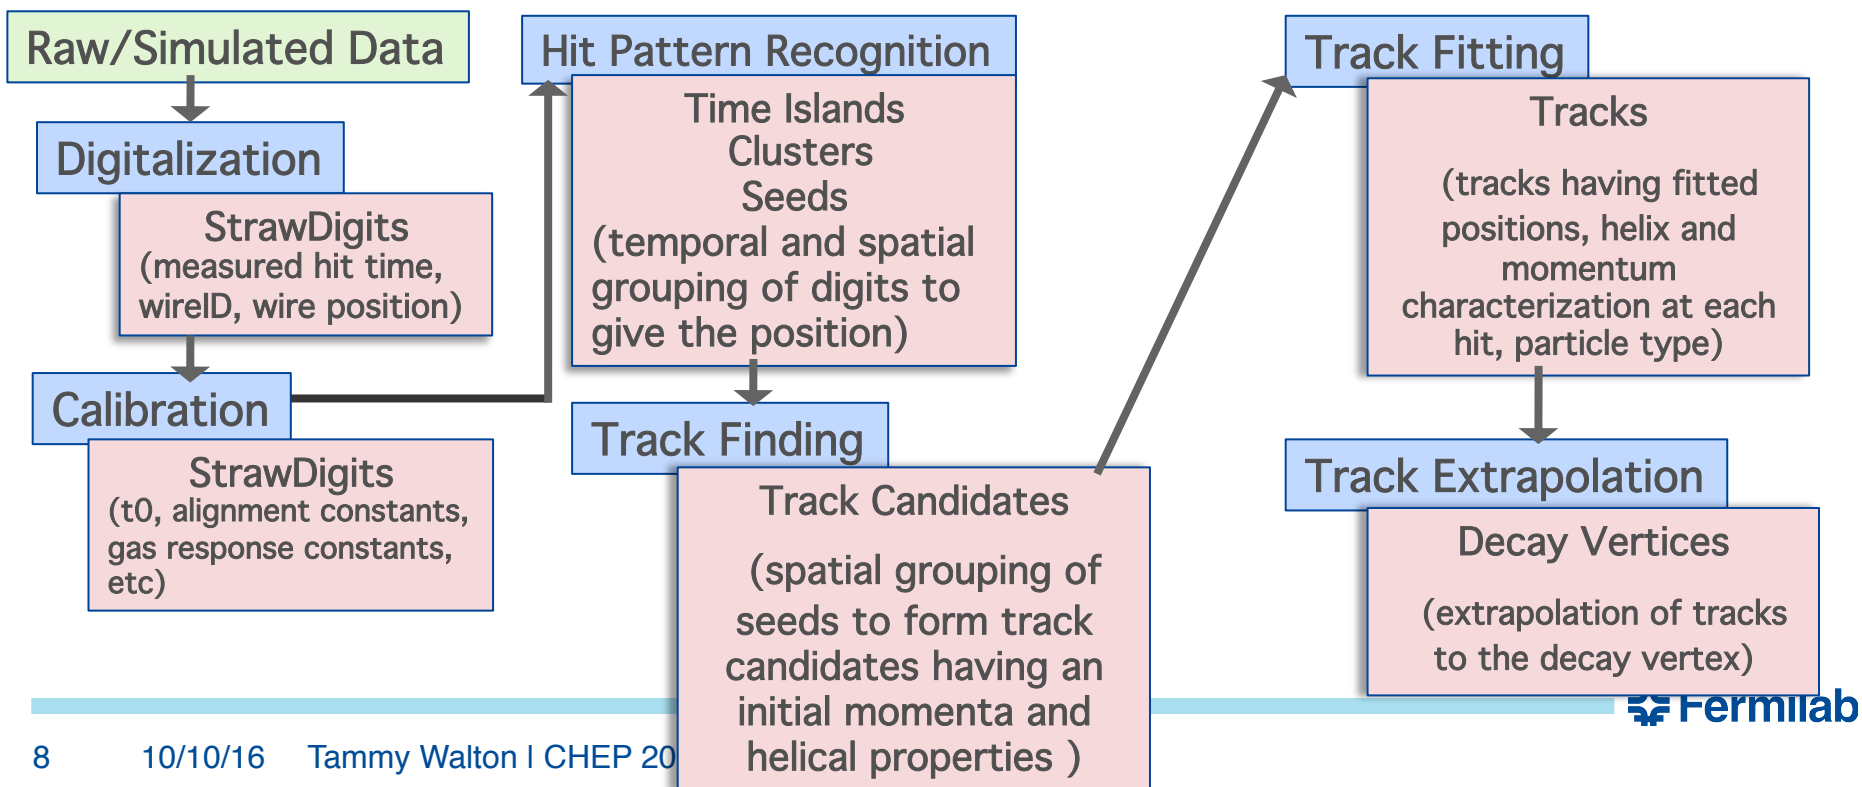 Raw/Simulated Data
Digitalization
StrawDigits
(measured hit time,
wireID, wire position)
Calibration
StrawDigits
(t0, alignment constants,
gas response constants,
etc)
Hit Pattern Recognition
Time Islands
Clusters
Seeds
(temporal and spatial
grouping of digits to
give the position)
Track Finding
Track Candidates
(spatial grouping of
seeds to form track
candidates having an
initial momenta and
helical properties )
Track Fitting
Tracks
(tracks having fitted
positions, helix and
momentum
characterization at each
hit, particle type)
Track Extrapolation
Decay Vertices
(extrapolation of tracks
to the decay vertex)
Fermilab
8 10/10/16 Tammy Walton | CHEP 20